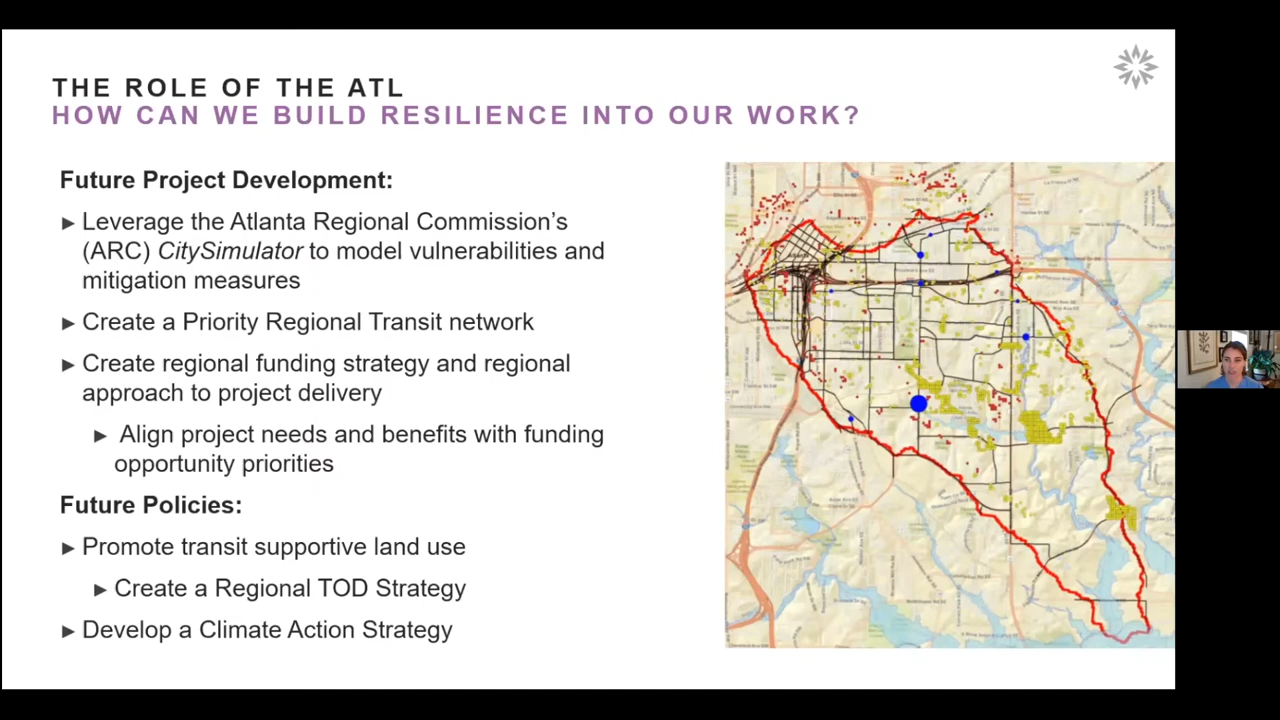 THE ROLE OF THE ATL
HOW CAN WE BUILD RESILIENCE INTO OUR WORK?
Future Project Development:
► Leverage the Atlanta Regional Commission’s
(ARC) CitySimulator to model vulnerabilities and
mitigation measures
► Create a Priority Regional Transit network
► Create regional funding strategy and regional
approach to project delivery
► Align project needs and benefits with funding
opportunity priorities
Future Policies:
► Promote transit supportive land use
► Create a Regional TOD Strategy
► Develop a Climate Action Strategy